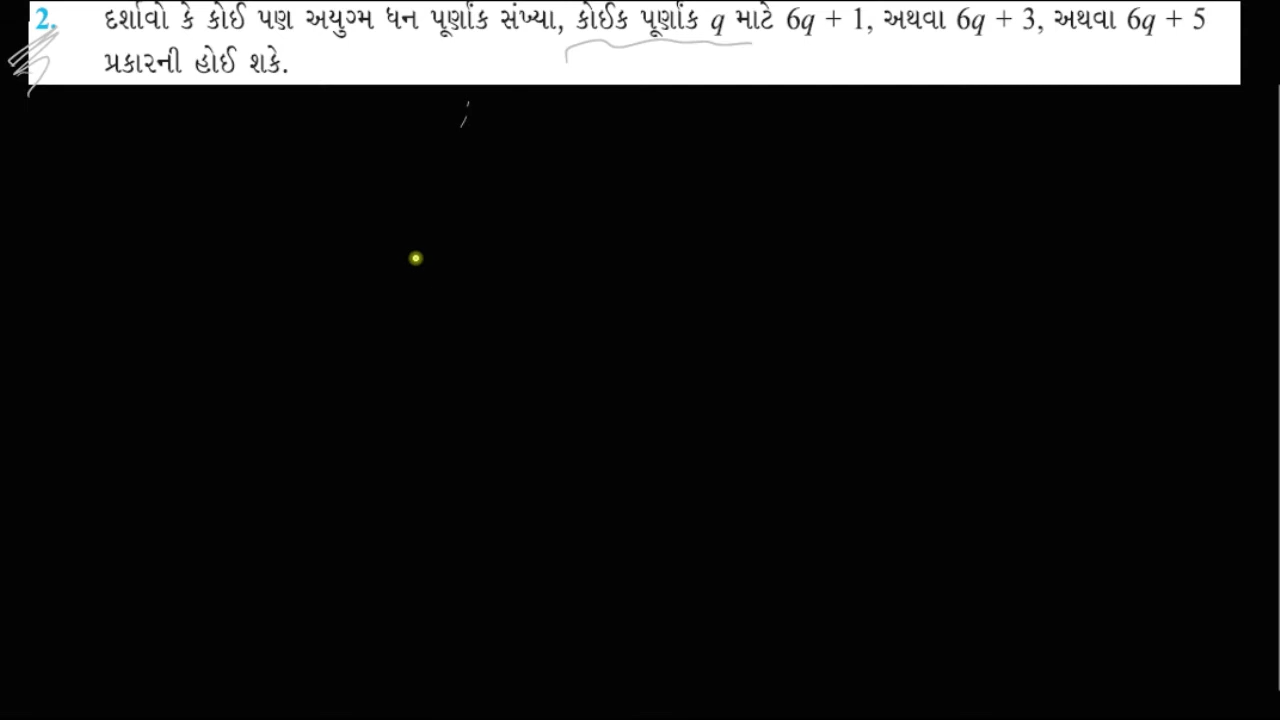 2. દર્શાવો કે કોઈ પણ અયુગ્મ ધન પૂર્ણાંક સંખ્યા, કોઈક પૂર્ણાંક q માટે 6q + 1, અથવા 6q + 3, અથવા 6q + 5
પ્રકારની હોઈ શકે.